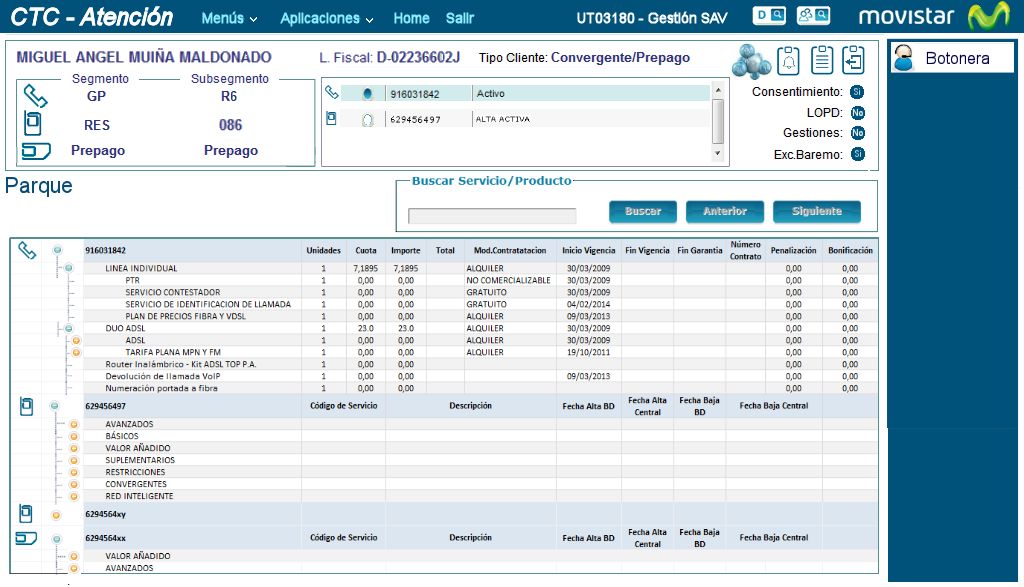 CTC - Atención Menús Aplicaciones Home Salir UT03180 - Gestión SAV D movistar
MIGUEL ANGEL MUIÑA MALDONADO L. Fiscal: D-02236602J Tipo Cliente: Convergente/Prepago
Botonera
Segmento Subsegmento
GP R6
RES 086
Prepago Prepago
916031842 Activo
629456497 ALTA ACTIVA
Consentimiento: Si
LOPD: No
Gestiones: No
Exc.Baremo: Si
Parque
Buscar Servicio/Producto
Buscar Anterior Siguiente
916031842 Unidades Cuota Importe Total Mod.Contratatacion Inicio Vigencia Fin Vigencia Fin Garantia Número Contrato Penalización Bonificación
LINEA INDIVIDUAL 1 7,1895 7,1895 ALQUILER 30/03/2009 0,00 0,00
PTR 1 0,00 0,00 NO COMERCIALIZABLE 30/03/2009 0,00 0,00
SERVICIO CONTESTADOR 1 0,00 0,00 GRATUITO 30/03/2009 0,00 0,00
SERVICIO DE IDENTIFICACION DE LLAMADA 1 0,00 0,00 GRATUITO 04/02/2014 0,00 0,00
PLAN DE PRECIOS FIBRA Y VDSL 1 0,00 0,00 ALQUILER 09/03/2013 0,00 0,00
DUO ADSL 1 23.0 23.0 ALQUILER 30/03/2009 0,00 0,00
ADSL 1 0,00 0,00 ALQUILER 30/03/2009 0,00 0,00
TARIFA PLANA MPN Y FM 1 0,00 0,00 ALQUILER 19/10/2011 0,00 0,00
Router Inalámbrico - Kit ADSL TOP P.A. 1 0,00 0,00 0,00 0,00
Devolución de llamada VoIP 1 0,00 0,00 09/03/2013 0,00 0,00
Numeración portada a fibra 1 0,00 0,00 0,00 0,00
629456497 Código de Servicio Descripción Fecha Alta BD Fecha Alta Central Fecha Baja BD Fecha Baja Central
AVANZADOS
BÁSICOS
VALOR AÑADIDO
SUPLEMENTARIOS
RESTRICCIONES
CONVERGENTES
RED INTELIGENTE
6294564xy
6294564xx Código de Servicio Descripción Fecha Alta BD Fecha Alta Central Fecha Baja BD Fecha Baja Central
VALOR AÑADIDO
AVANZADOS